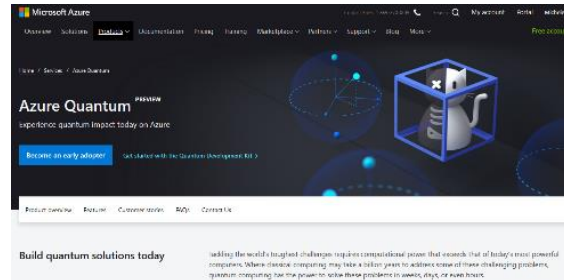 Microsoft Azure
My account Portal
Overview Solutions Products Documentation Pricing Training Marketplace Partners Support Blog More
Free account
Home / Services / Azure Quantum
Azure Quantum PREVIEW
Experience quantum impact today on Azure
Become an early adopter Get started with the Quantum Development Kit >
Product overview Features Customer stories FAQs Contact Us
Build quantum solutions today
Tackling the world's toughest challenges requires computational power that exceeds that of today's most powerful
computers. Where classical computing may take a billion years to address some of these challenging problems,
quantum computing has the power to solve these problems in weeks, days, or even hours.